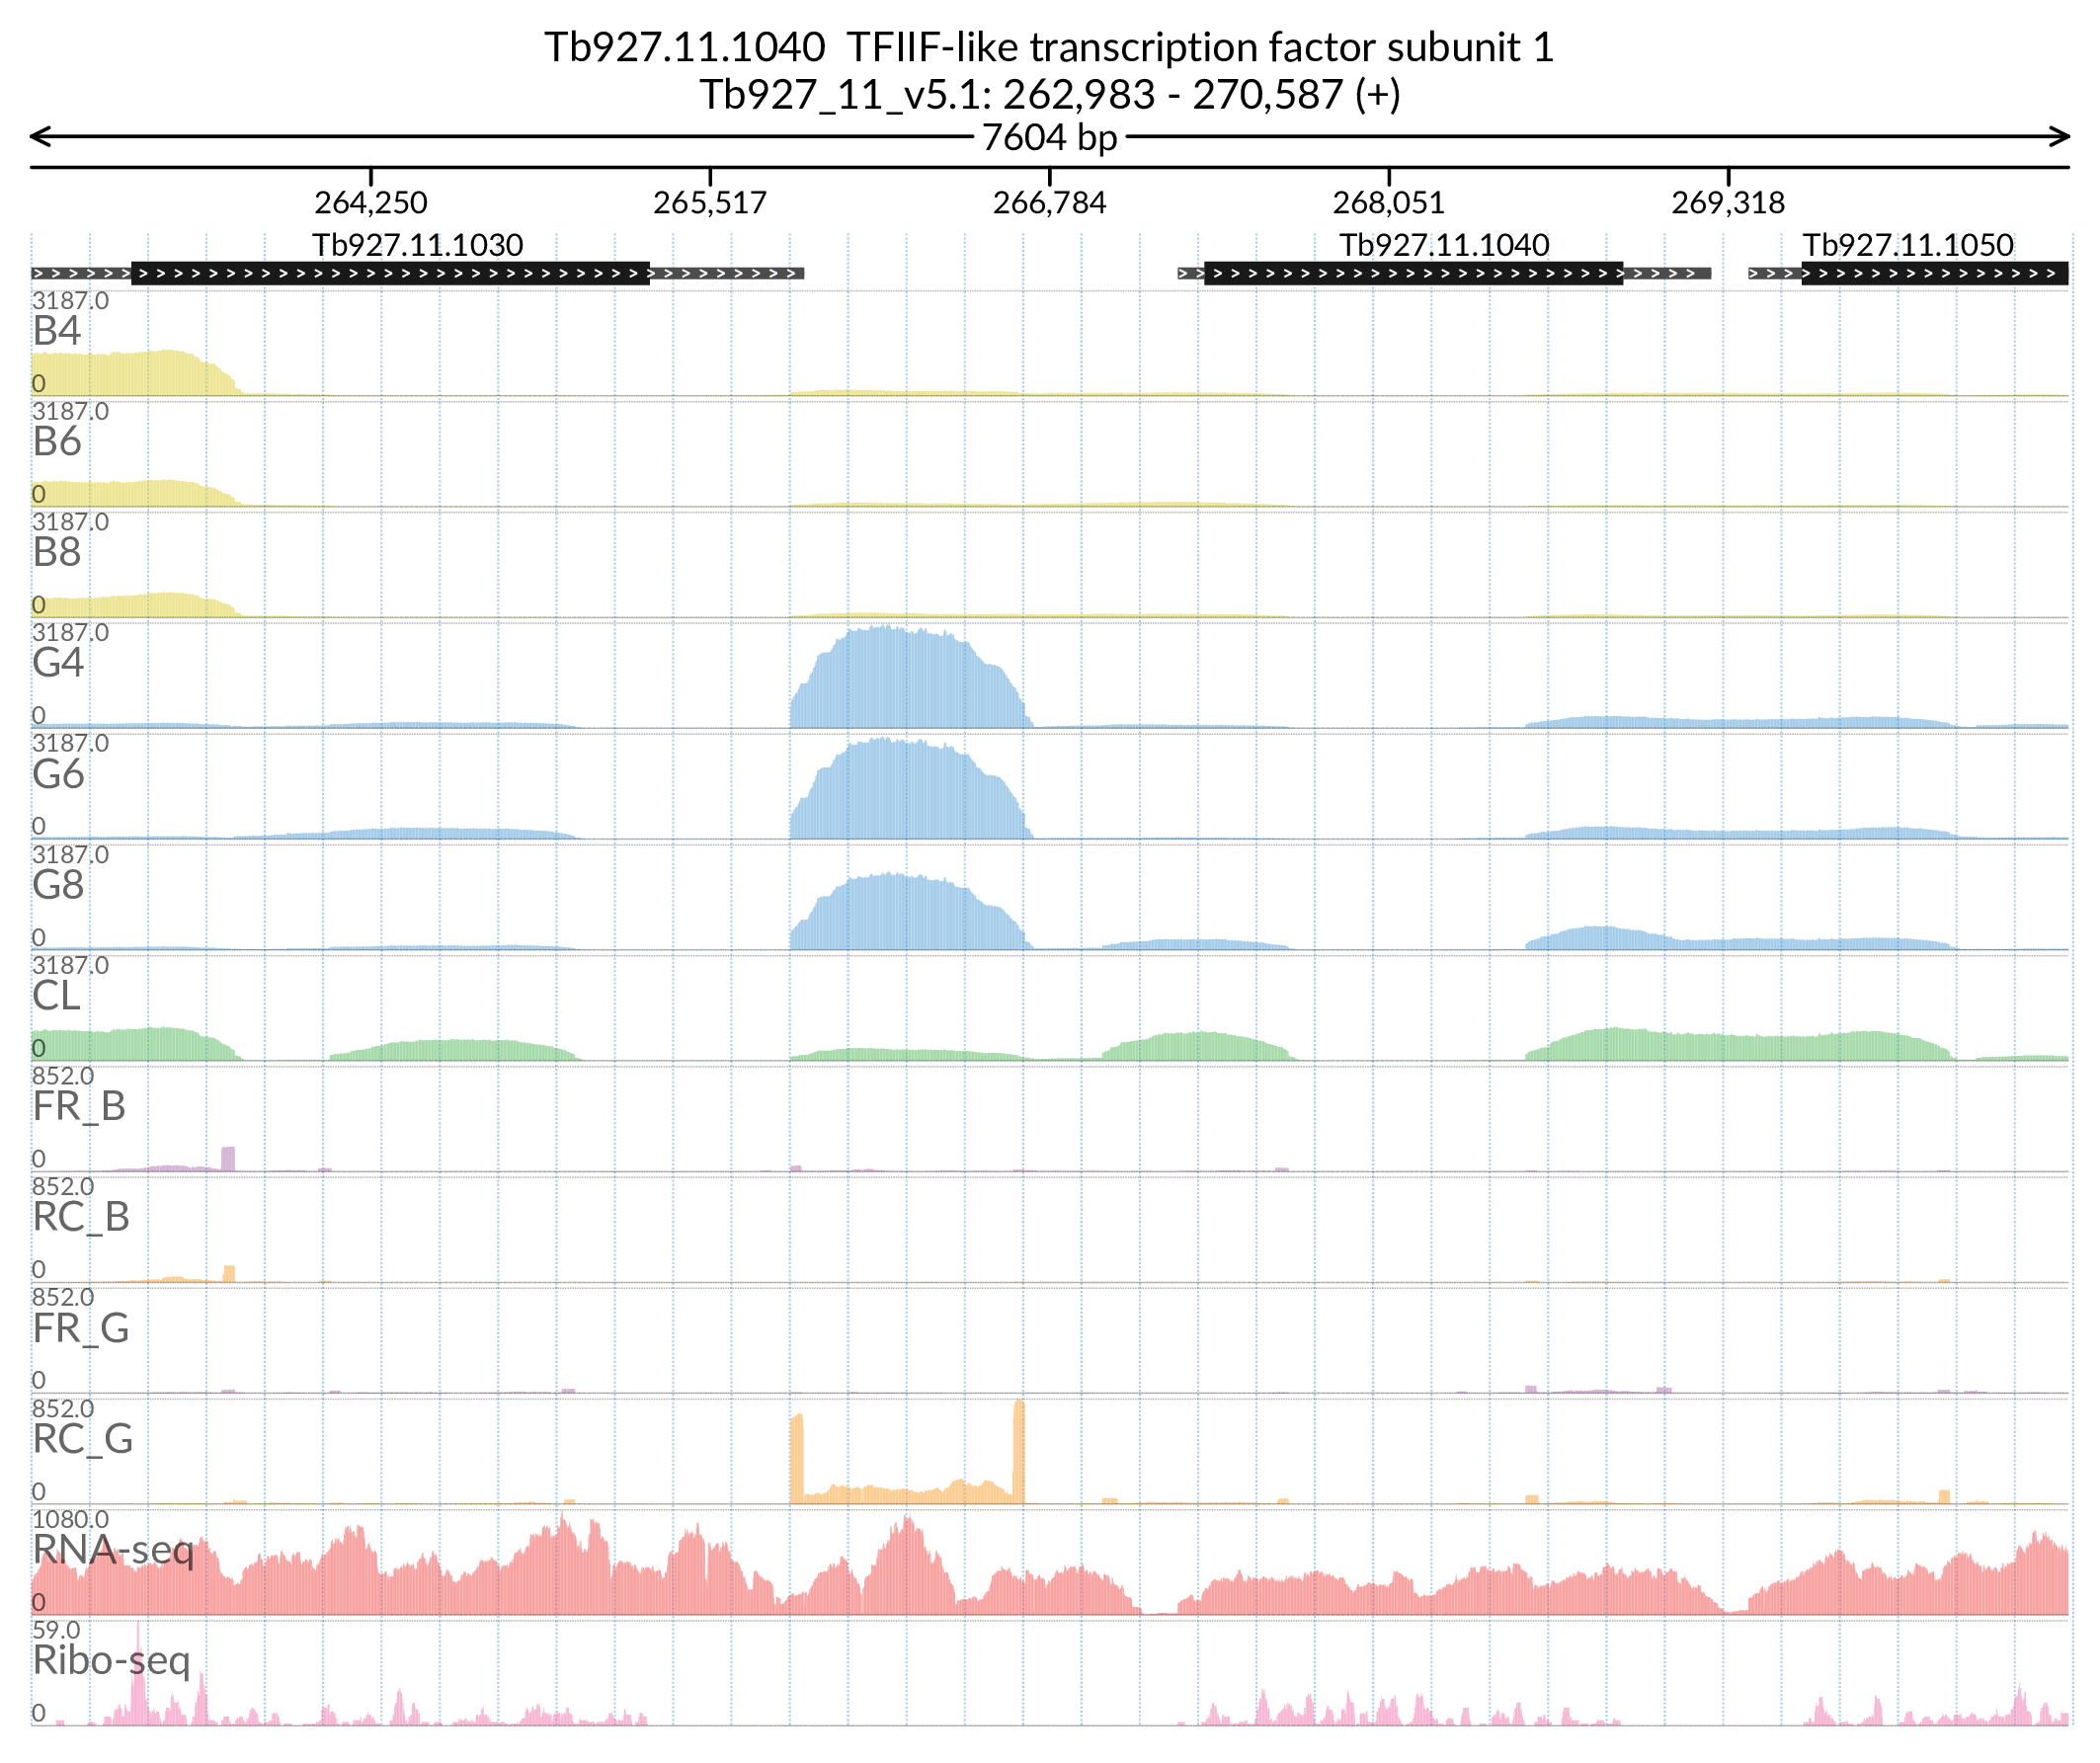 Tb927.11.1040  TFIIF-like transcription factor subunit 1
Tb927_11_v5.1: 262,983 - 270,587 (+)
7604 bp
264,250 265,517 266,784 268,051 269,318
Tb927.11.1030 Tb927.11.1040 Tb927.11.1050
3187.0
B4
0
3187.0
B6
0
3187.0
B8
0
3187.0
G4
0
3187.0
G6
0
3187.0
G8
0
3187.0
CL
0
852.0
FR_B
0
852.0
RC_B
0
852.0
FR_G
0
852.0
RC_G
0
1080.0
RNA-seq
0
59.0
Ribo-seq
0